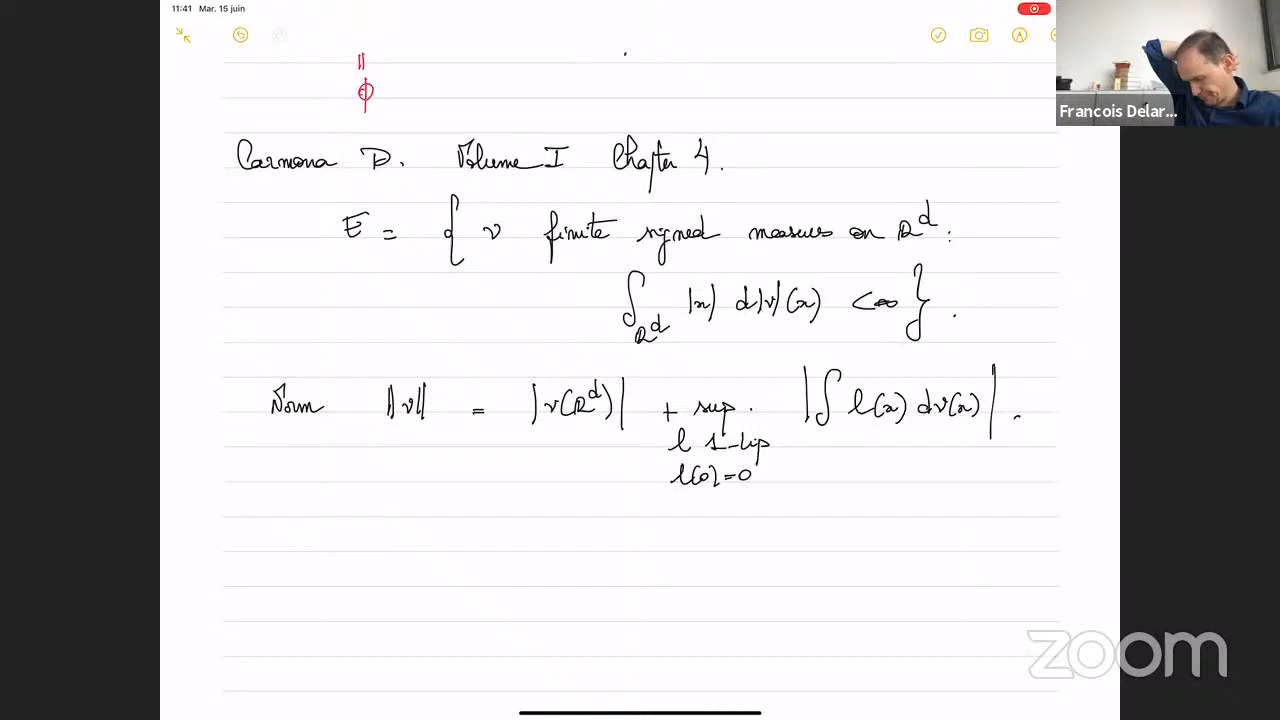 11:41 Mar. 15 juin
Francois Delar...
Carmona D. Volume I Chapter 4.
E = { ν finite signed measures on ℝ^d :
∫_{ℝ^d} |x| d|ν|(x) < ∞ } .
Norm ‖ν‖ = |ν(ℝ^d)| + sup_{l 1-Lip, l(0)=0} | ∫ l(x) dν(x) | .
zoom